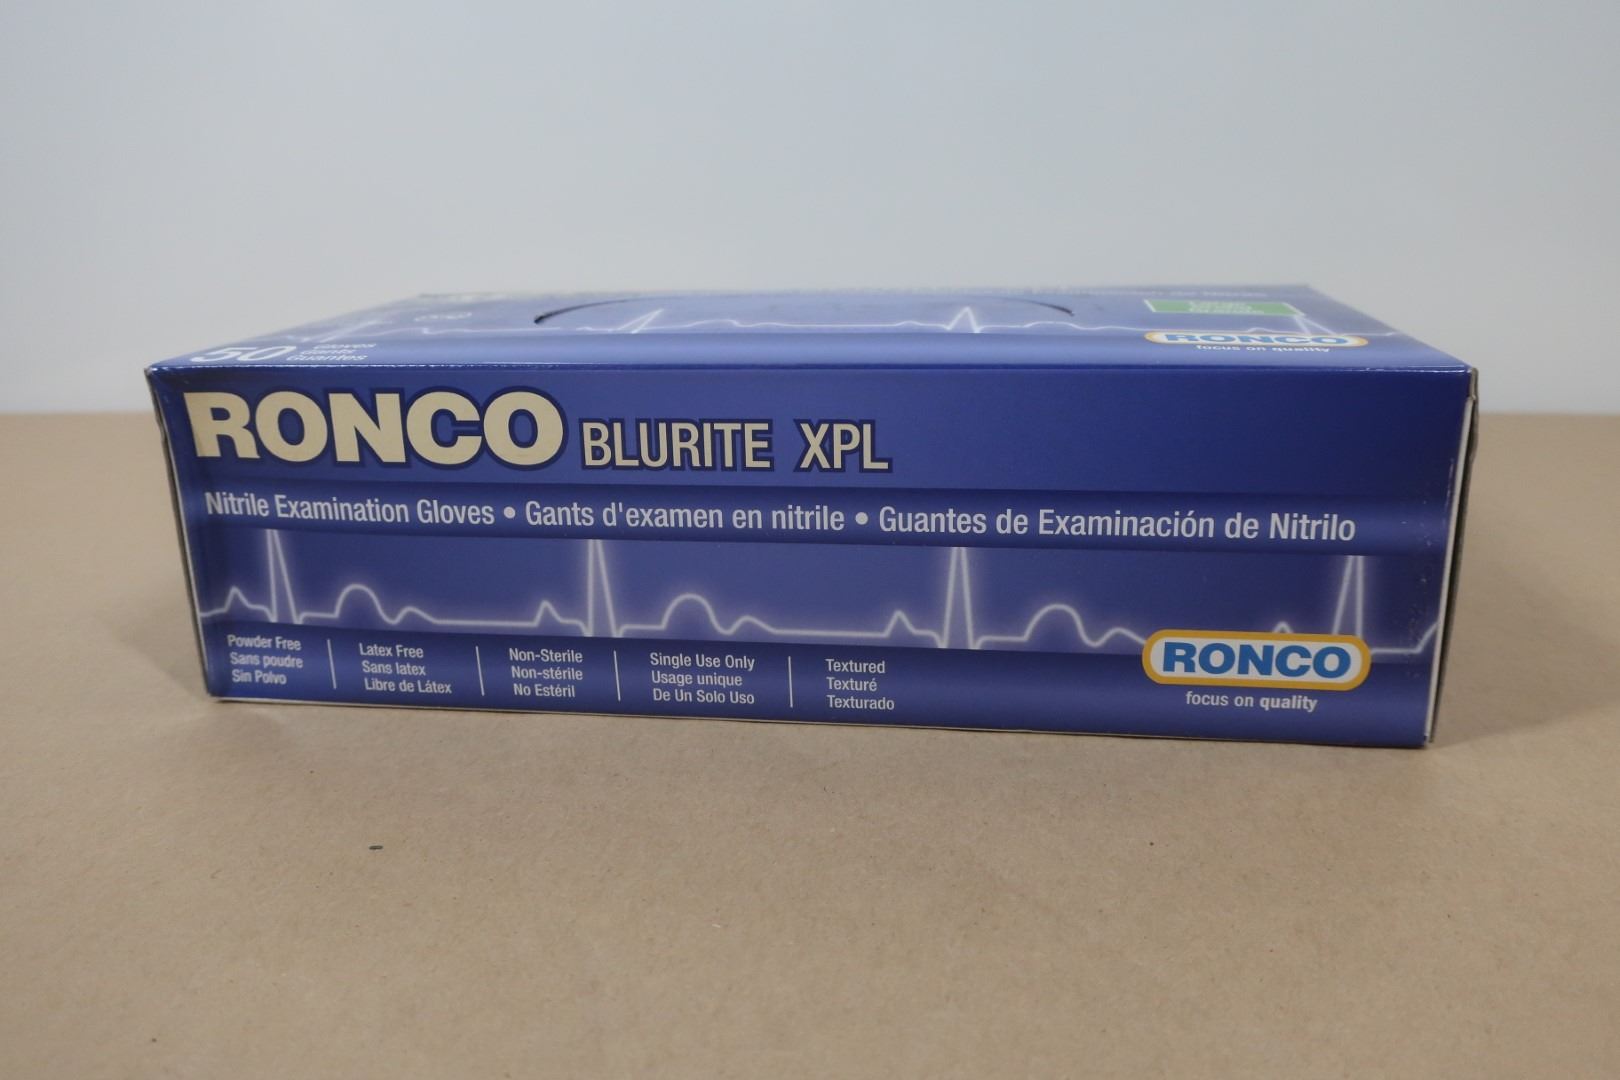 50 Gloves
Gants
Guantes
RONCO
focus on quality
RONCO BLURITE XPL
Nitrile Examination Gloves • Gants d'examen en nitrile • Guantes de Examinación de Nitrilo
Powder Free
Sans poudre
Sin Polvo
Latex Free
Sans latex
Libre de Látex
Non-Sterile
Non-stérile
No Estéril
Single Use Only
Usage unique
De Un Solo Uso
Textured
Texturé
Texturado
RONCO
focus on quality